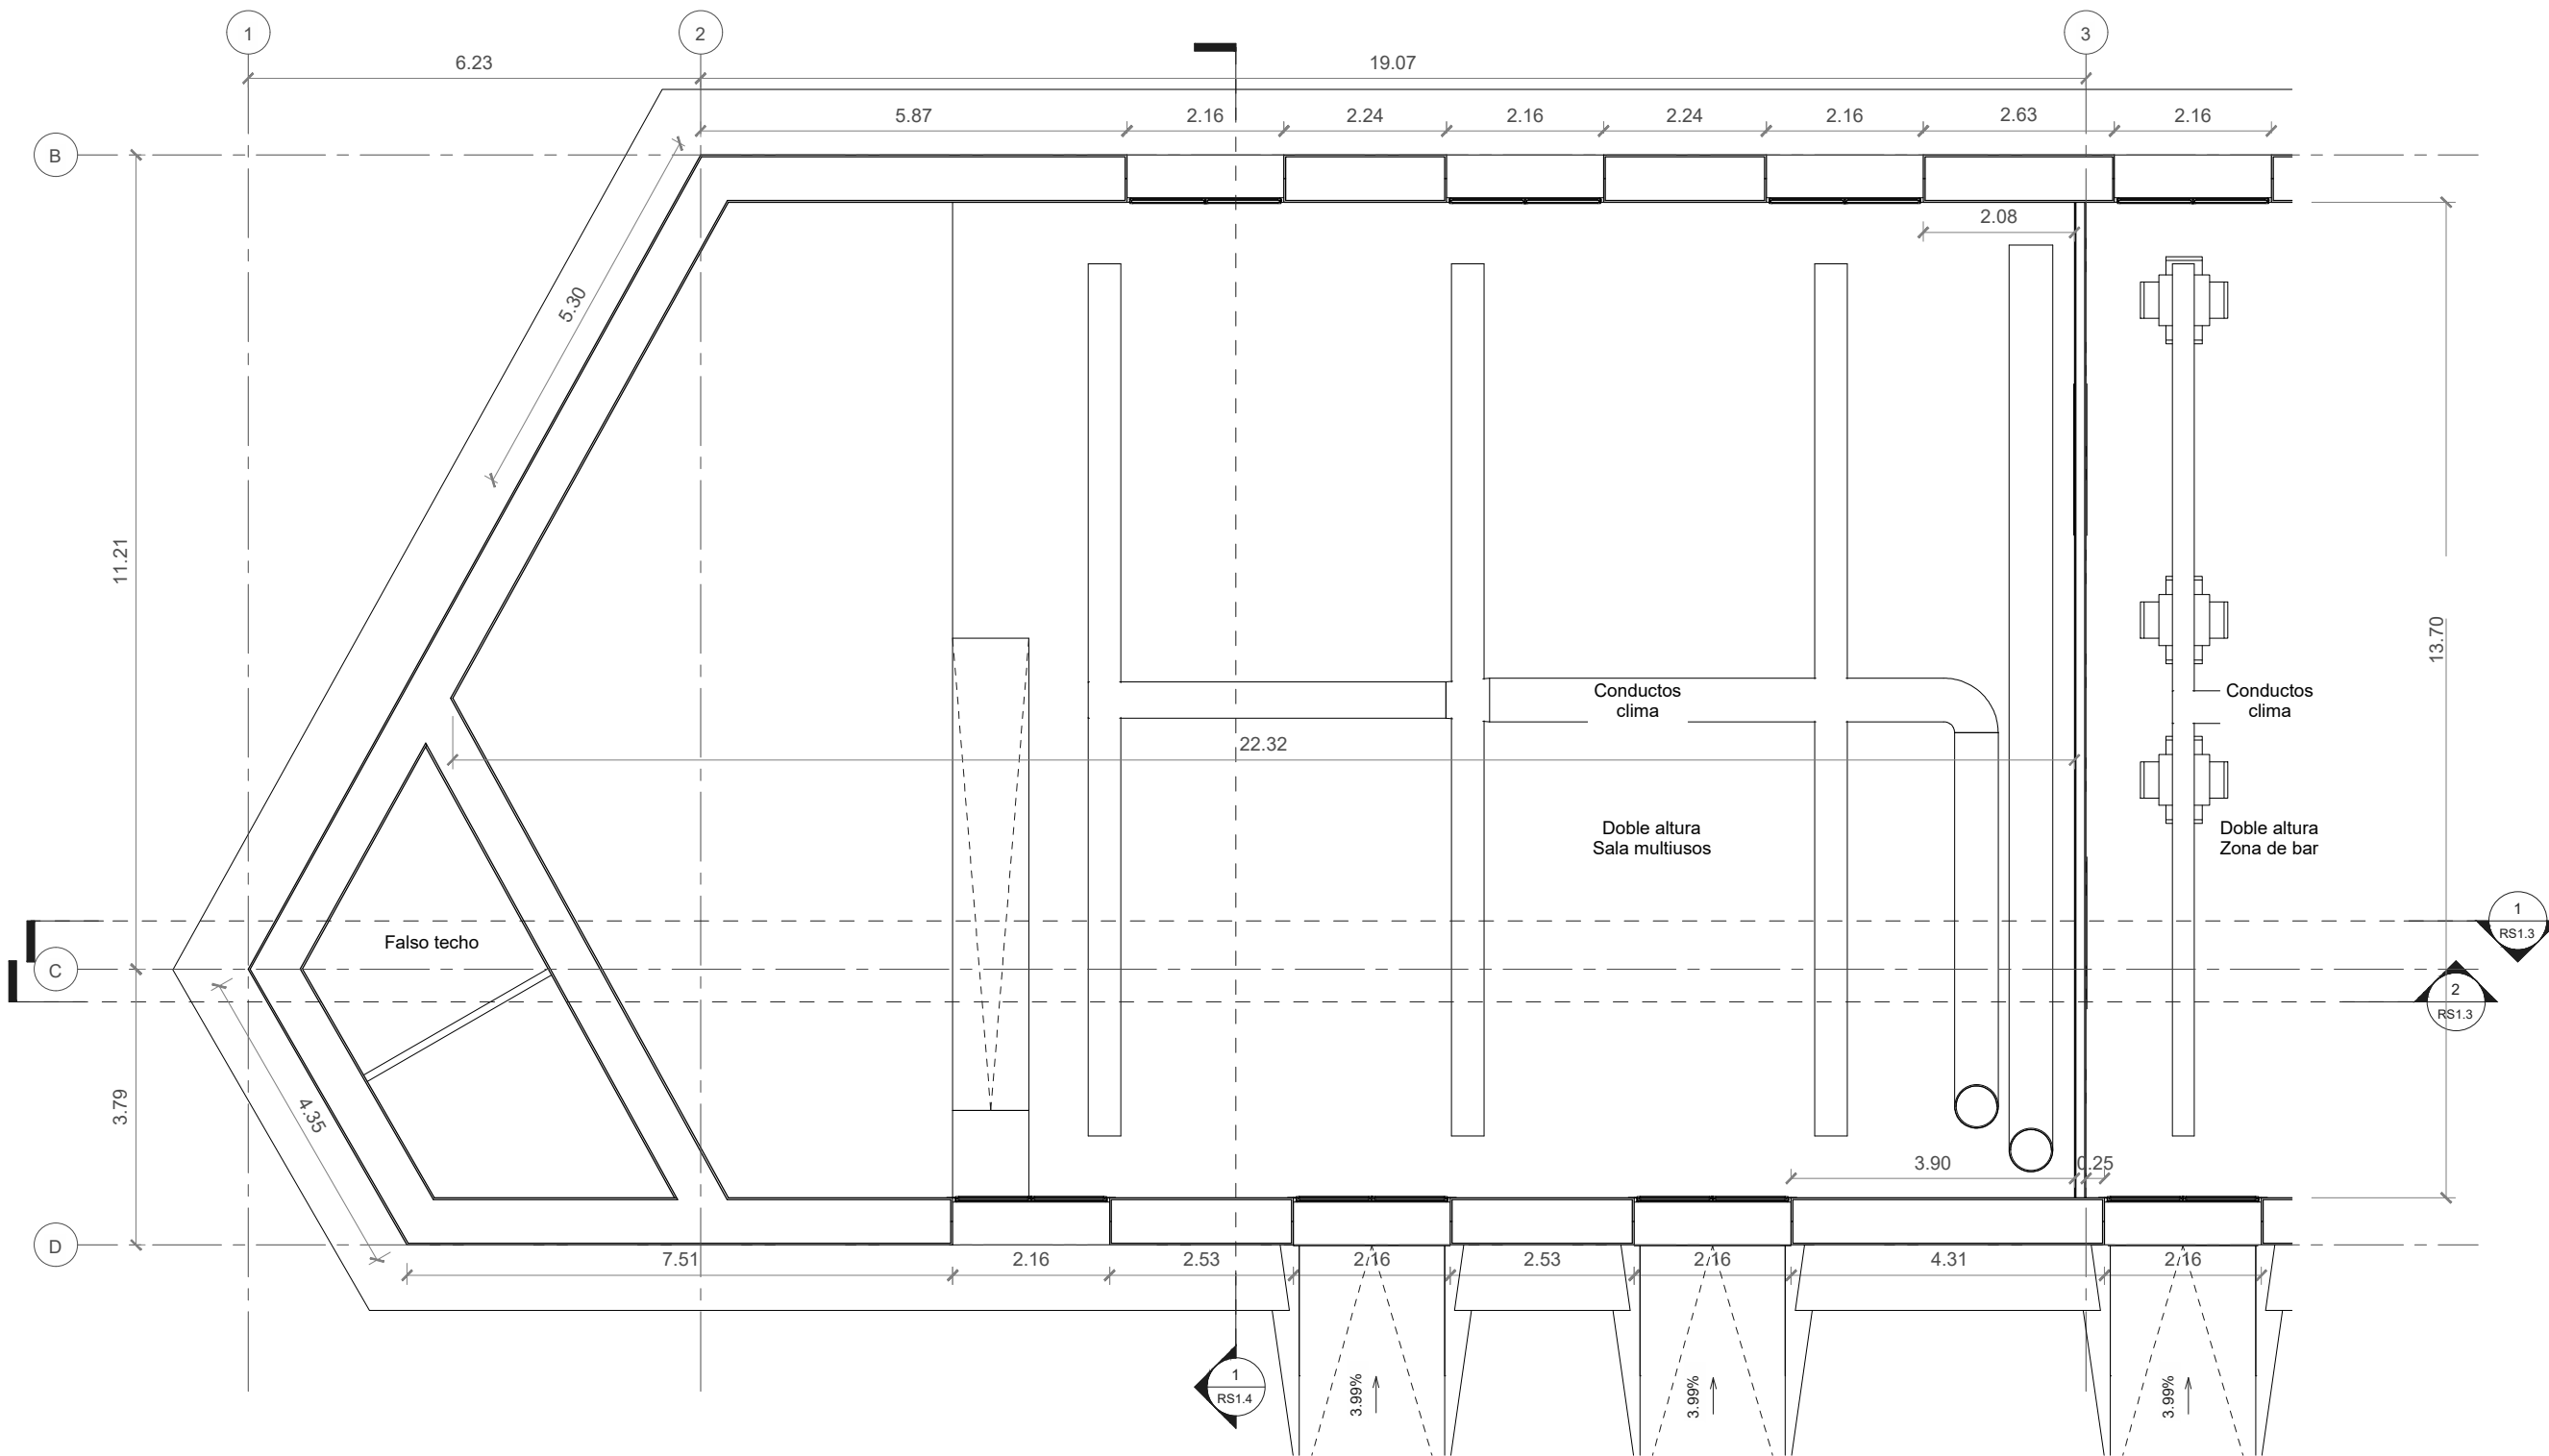 1
2
3
6.23
19.07
5.87
2.16
2.24
2.16
2.24
2.16
2.63
2.16
B
2.08
5.30
11.21
13.70
Conductos
clima
Conductos
clima
22.32
Doble altura
Sala multiusos
Doble altura
Zona de bar
1
RS1.3
Falso techo
C
2
RS1.3
3.79
4.35
3.90
0.25
D
7.51
2.16
2.53
2.16
2.53
2.16
4.31
2.16
1
RS1.4
3.99%
3.99%
3.99%